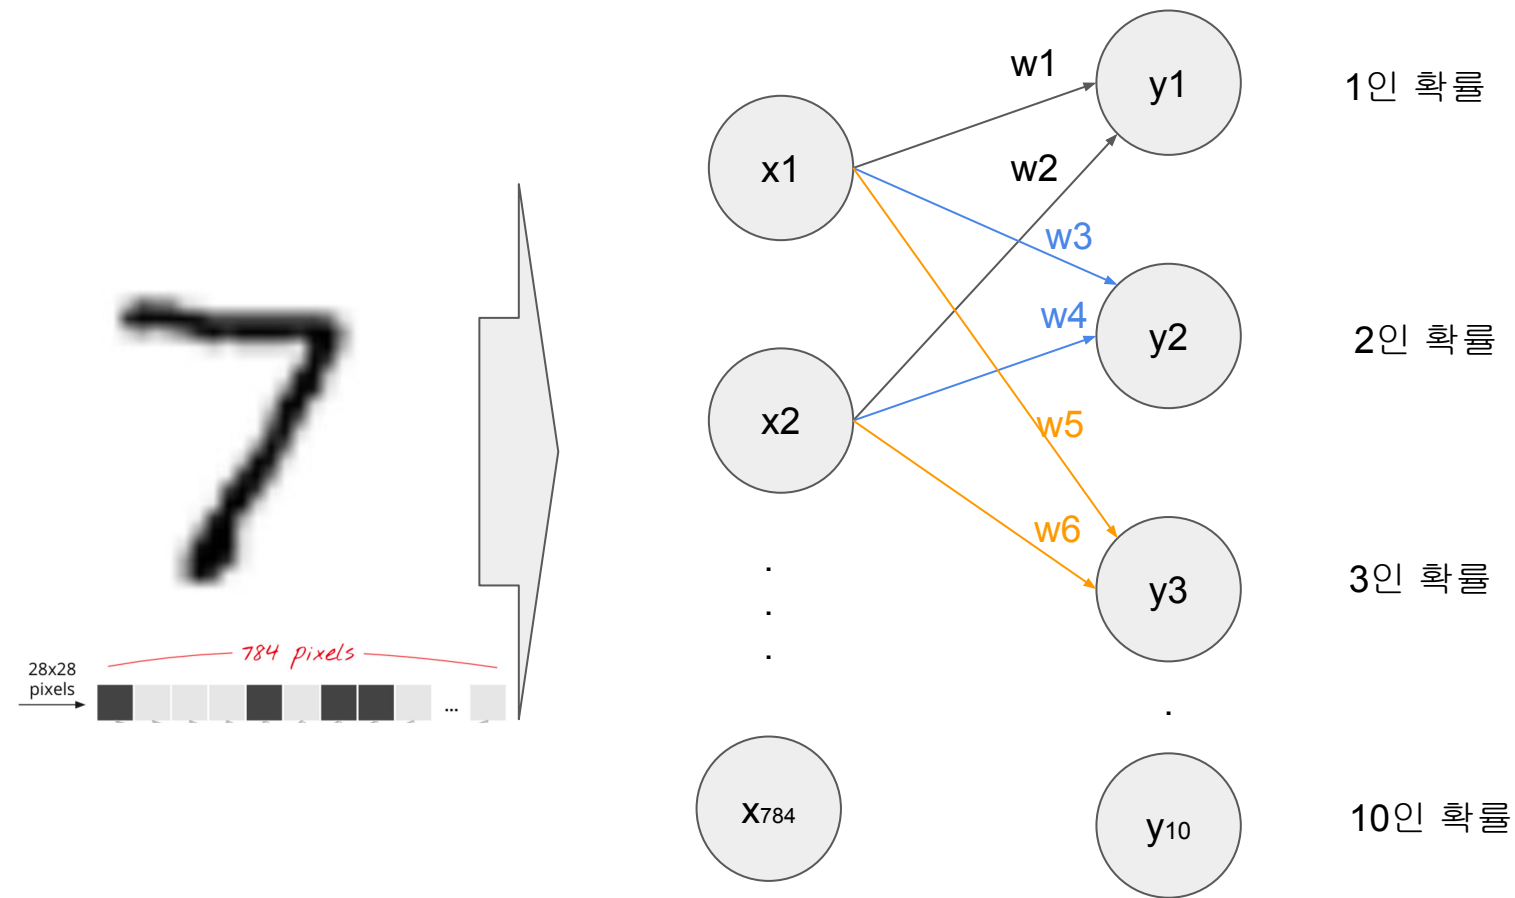 7
784 pixels
28x28
pixels
...
x1
x2
.
.
.
x784
w1
w2
w3
w4
w5
w6
y1
y2
y3
.
y10
1인 확률
2인 확률
3인 확률
10인 확률